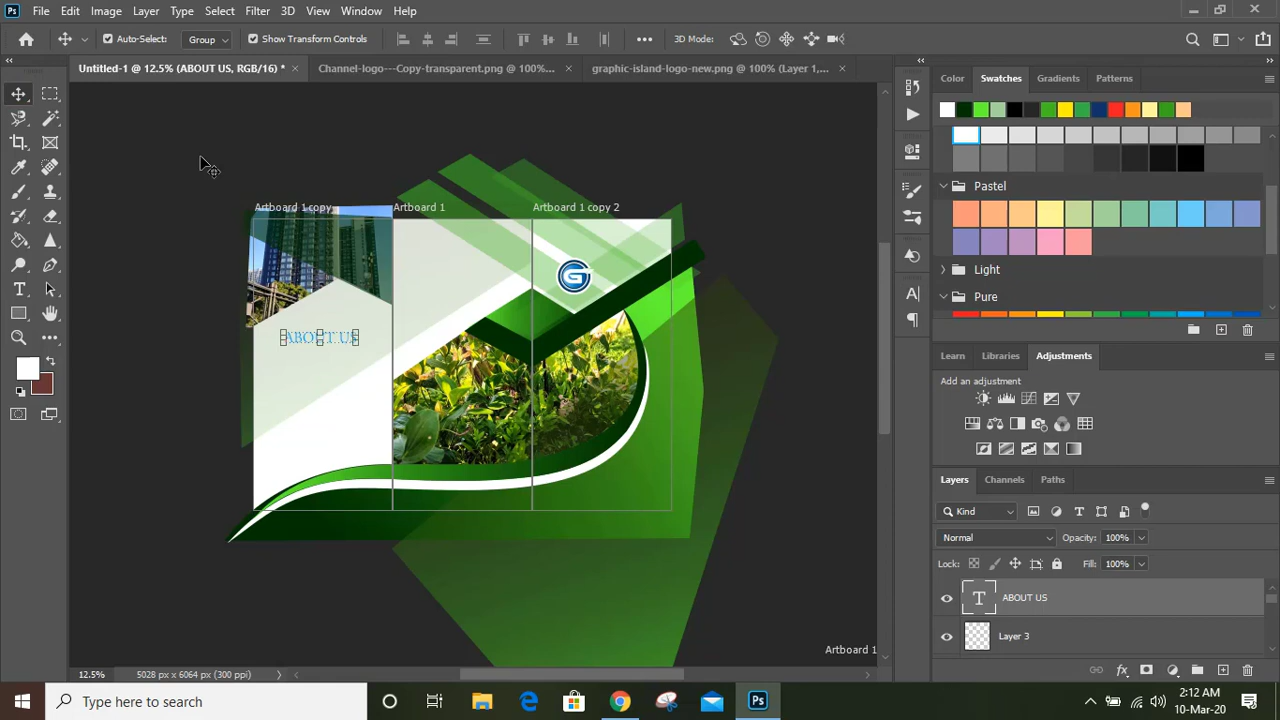 Ps File Edit Image Layer Type Select Filter 3D View Window Help
Auto-Select: Group Show Transform Controls 3D Mode:
Untitled-1 @ 12.5% (ABOUT US, RGB/16) * × Channel-logo---Copy-transparent.png @ 100%... × graphic-island-logo-new.png @ 100% (Layer 1,... ×
Color Swatches Gradients Patterns
Pastel
Artboard 1 copy Artboard 1 Artboard 1 copy 2
Light
G
Pure
ABOUT US
Learn Libraries Adjustments
Add an adjustment
Layers Channels Paths
Kind
Normal Opacity: 100%
Lock: Fill: 100%
T ABOUT US
Layer 3
Artboard 1
12.5% 5028 px x 6064 px (300 ppi)
Type here to search
2:12 AM
10-Mar-20